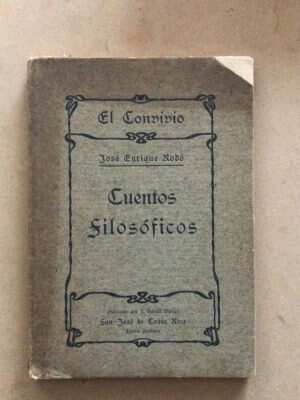 El Convivio
José Enrique Rodó
Cuentos
Filosóficos
San José de Costa Rica